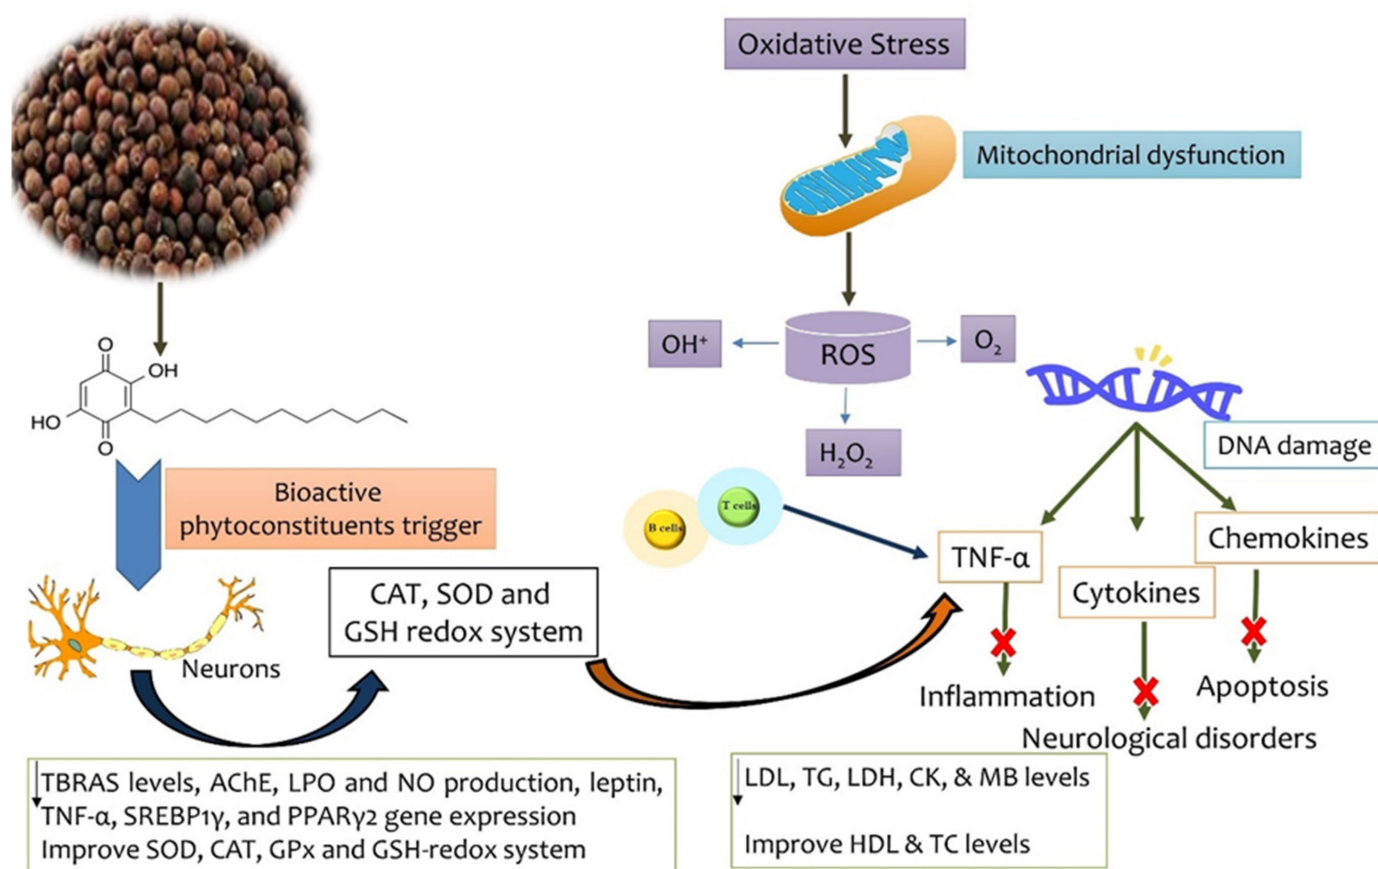 Oxidative Stress
Mitochondrial dysfunction
OH⁺
ROS
O₂
H₂O₂
DNA damage
OH
O
HO
O
Bioactive
phytoconstituents trigger
Neurons
CAT, SOD and
GSH redox system
B cells
T cells
TNF-α
Cytokines
Chemokines
Inflammation
Neurological disorders
Apoptosis
TBRAS levels, AChE, LPO and NO production, leptin,
TNF-α, SREBP1γ, and PPARγ2 gene expression
Improve SOD, CAT, GPx and GSH-redox system
LDL, TG, LDH, CK, & MB levels
Improve HDL & TC levels